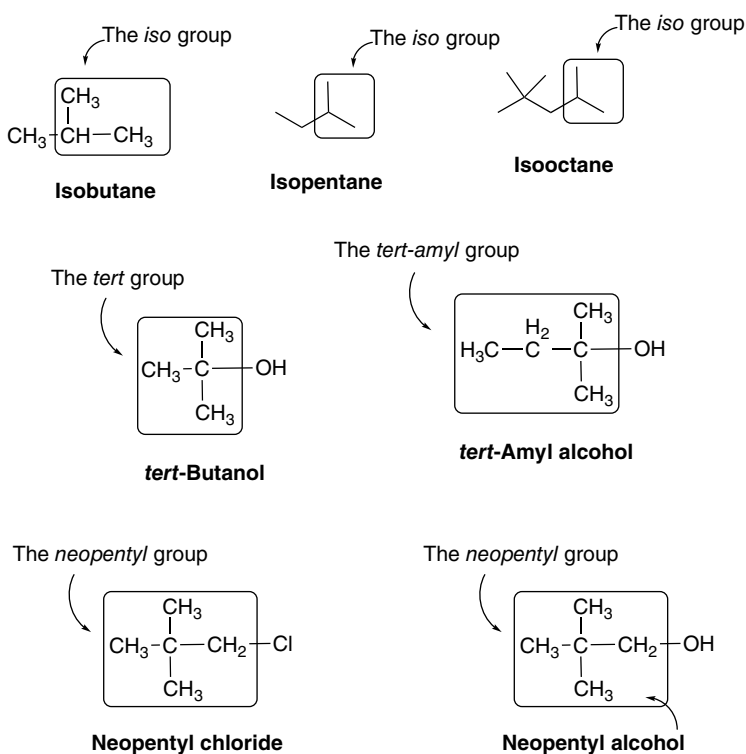 The iso group
The iso group
The iso group
CH₃
CH₃ CH—CH₃
Isobutane
Isopentane
Isooctane
The tert group
The tert-amyl group
CH₃
CH₃–C—OH
CH₃
tert-Butanol
CH₃
H₂
H₃C—C—C—OH
CH₃
tert-Amyl alcohol
The neopentyl group
The neopentyl group
CH₃
CH₃–C—CH₂—Cl
CH₃
Neopentyl chloride
CH₃
CH₃–C—CH₂—OH
CH₃
Neopentyl alcohol